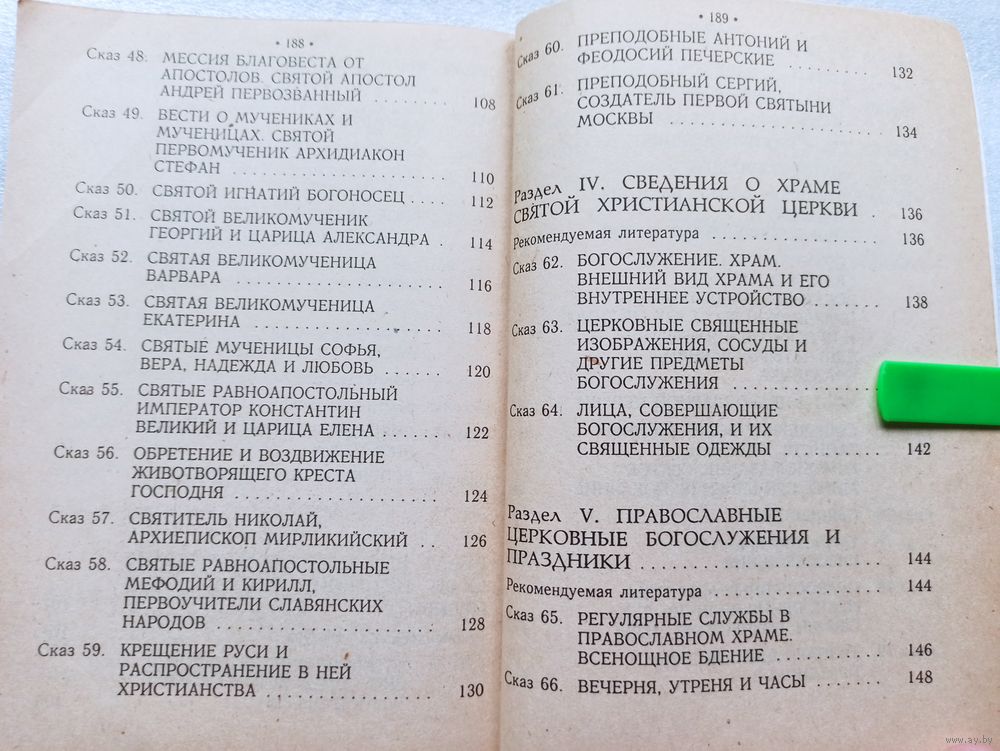 • 188 •
Сказ 48. МЕССИЯ БЛАГОВЕСТА ОТ
АПОСТОЛОВ. СВЯТОЙ АПОСТОЛ
АНДРЕЙ ПЕРВОЗВАННЫЙ ........ 108
Сказ 49. ВЕСТИ О МУЧЕНИКАХ И
МУЧЕНИЦАХ. СВЯТОЙ
ПЕРВОМУЧЕНИК АРХИДИАКОН
СТЕФАН .................... 110
Сказ 50. СВЯТОЙ ИГНАТИЙ БОГОНОСЕЦ .... 112
Сказ 51. СВЯТОЙ ВЕЛИКОМУЧЕНИК
ГЕОРГИЙ И ЦАРИЦА АЛЕКСАНДРА . 114
Сказ 52. СВЯТАЯ ВЕЛИКОМУЧЕНИЦА
ВАРВАРА ................... 116
Сказ 53. СВЯТАЯ ВЕЛИКОМУЧЕНИЦА
ЕКАТЕРИНА ................. 118
Сказ 54. СВЯТЫЕ МУЧЕНИЦЫ СОФЬЯ,
ВЕРА, НАДЕЖДА И ЛЮБОВЬ ...... 120
Сказ 55. СВЯТЫЕ РАВНОАПОСТОЛЬНЫЙ
ИМПЕРАТОР КОНСТАНТИН
ВЕЛИКИЙ И ЦАРИЦА ЕЛЕНА ...... 122
Сказ 56. ОБРЕТЕНИЕ И ВОЗДВИЖЕНИЕ
ЖИВОТВОРЯЩЕГО КРЕСТА
ГОСПОДНЯ .................. 124
Сказ 57. СВЯТИТЕЛЬ НИКОЛАЙ,
АРХИЕПИСКОП МИРЛИКИЙСКИЙ .. 126
Сказ 58. СВЯТЫЕ РАВНОАПОСТОЛЬНЫЕ
МЕФОДИЙ И КИРИЛЛ,
ПЕРВОУЧИТЕЛИ СЛАВЯНСКИХ
НАРОДОВ ................... 128
Сказ 59. КРЕЩЕНИЕ РУСИ И
РАСПРОСТРАНЕНИЕ В НЕЙ
ХРИСТИАНСТВА .............. 130
• 189 •
Сказ 60. ПРЕПОДОБНЫЕ АНТОНИЙ И
ФЕОДОСИЙ ПЕЧЕРСКИЕ ........ 132
Сказ 61. ПРЕПОДОБНЫЙ СЕРГИЙ,
СОЗДАТЕЛЬ ПЕРВОЙ СВЯТЫНИ
МОСКВЫ .................... 134
Раздел IV. СВЕДЕНИЯ О ХРАМЕ
СВЯТОЙ ХРИСТИАНСКОЙ ЦЕРКВИ . 136
Рекомендуемая литература ................ 136
Сказ 62. БОГОСЛУЖЕНИЕ. ХРАМ.
ВНЕШНИЙ ВИД ХРАМА И ЕГО
ВНУТРЕННЕЕ УСТРОЙСТВО ....... 138
Сказ 63. ЦЕРКОВНЫЕ СВЯЩЕННЫЕ
ИЗОБРАЖЕНИЯ, СОСУДЫ И
ДРУГИЕ ПРЕДМЕТЫ
БОГОСЛУЖЕНИЯ ............
Сказ 64. ЛИЦА, СОВЕРШАЮЩИЕ
БОГОСЛУЖЕНИЯ, И ИХ
СВЯЩЕННЫЕ ОДЕЖДЫ .......... 142
Раздел V. ПРАВОСЛАВНЫЕ
ЦЕРКОВНЫЕ БОГОСЛУЖЕНИЯ И
ПРАЗДНИКИ ........................ 144
Рекомендуемая литература ................ 144
Сказ 65. РЕГУЛЯРНЫЕ СЛУЖБЫ В
ПРАВОСЛАВНОМ ХРАМЕ.
ВСЕНОЩНОЕ БДЕНИЕ ........... 146
Сказ 66. ВЕЧЕРНЯ, УТРЕНЯ И ЧАСЫ ....... 148
www.ay.by